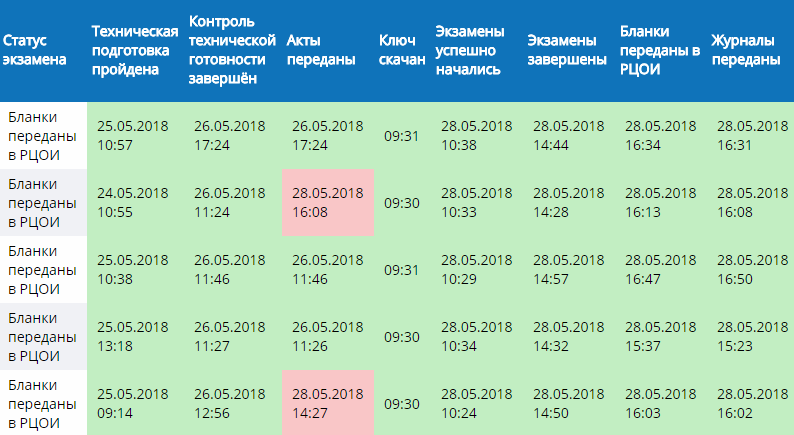 Статус экзамена
Техническая подготовка пройдена
Контроль технической готовности завершён
Акты переданы
Ключ скачан
Экзамены успешно начались
Экзамены завершены
Бланки переданы в РЦОИ
Журналы переданы
Бланки переданы в РЦОИ
25.05.2018 10:57
26.05.2018 17:24
26.05.2018 17:24
09:31
28.05.2018 10:38
28.05.2018 14:44
28.05.2018 16:34
28.05.2018 16:31
Бланки переданы в РЦОИ
24.05.2018 10:55
26.05.2018 11:24
28.05.2018 16:08
09:30
28.05.2018 10:33
28.05.2018 14:28
28.05.2018 16:13
28.05.2018 16:08
Бланки переданы в РЦОИ
25.05.2018 10:38
26.05.2018 11:46
26.05.2018 11:46
09:31
28.05.2018 10:29
28.05.2018 14:57
28.05.2018 16:47
28.05.2018 16:50
Бланки переданы в РЦОИ
25.05.2018 13:18
26.05.2018 11:27
26.05.2018 11:26
09:30
28.05.2018 10:34
28.05.2018 14:32
28.05.2018 15:37
28.05.2018 15:23
Бланки переданы в РЦОИ
25.05.2018 09:14
26.05.2018 12:56
28.05.2018 14:27
09:30
28.05.2018 10:24
28.05.2018 14:50
28.05.2018 16:03
28.05.2018 16:02